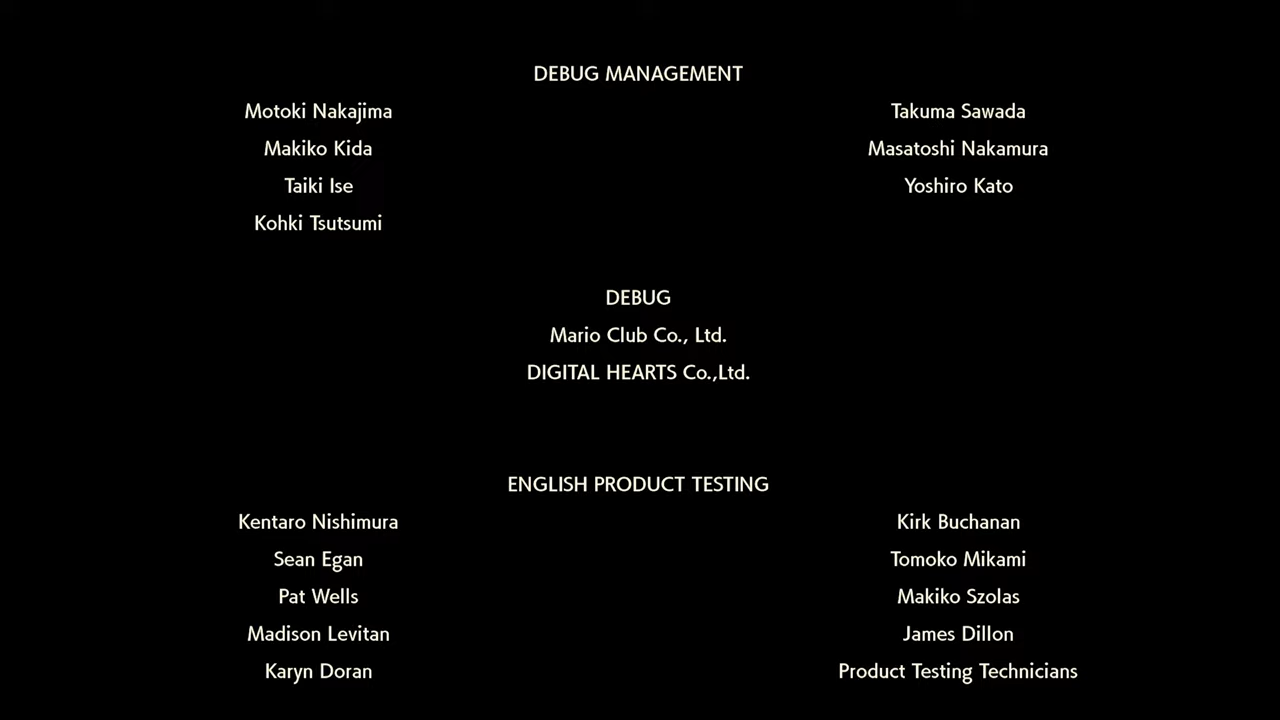 DEBUG MANAGEMENT
Motoki Nakajima Takuma Sawada
Makiko Kida Masatoshi Nakamura
Taiki Ise Yoshiro Kato
Kohki Tsutsumi
DEBUG
Mario Club Co., Ltd.
DIGITAL HEARTS Co.,Ltd.
ENGLISH PRODUCT TESTING
Kentaro Nishimura Kirk Buchanan
Sean Egan Tomoko Mikami
Pat Wells Makiko Szolas
Madison Levitan James Dillon
Karyn Doran Product Testing Technicians